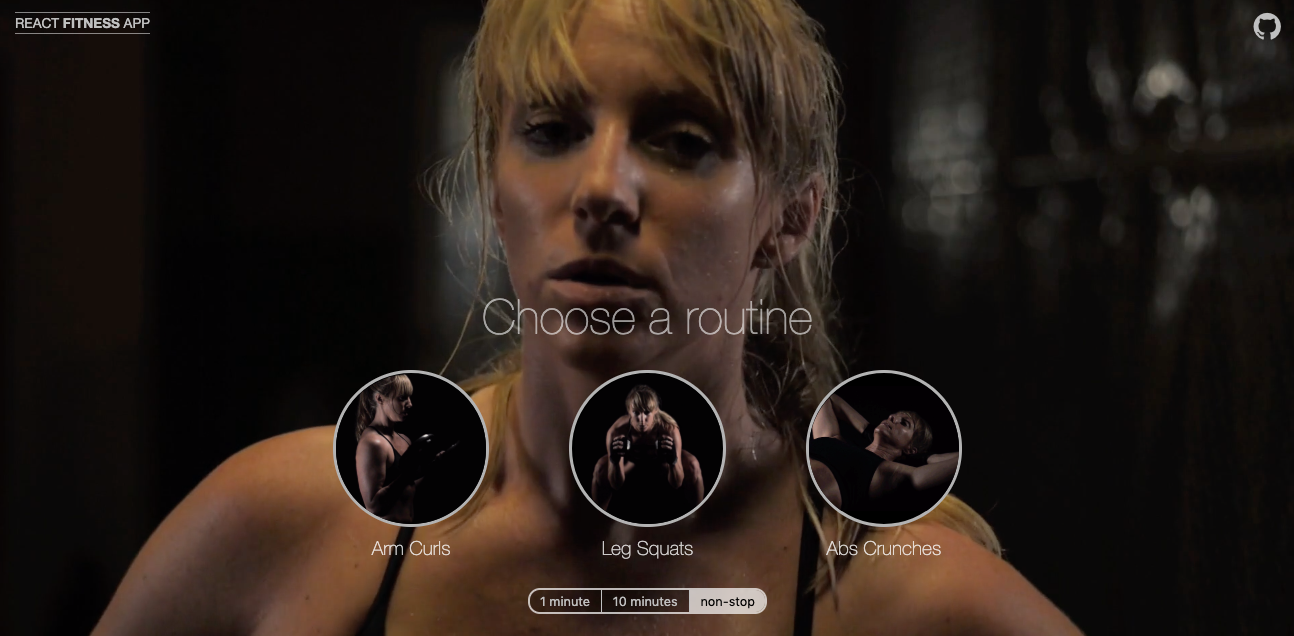 REACT FITNESS APP
Choose a routine
Arm Curls
Leg Squats
Abs Crunches
1 minute
10 minutes
non-stop